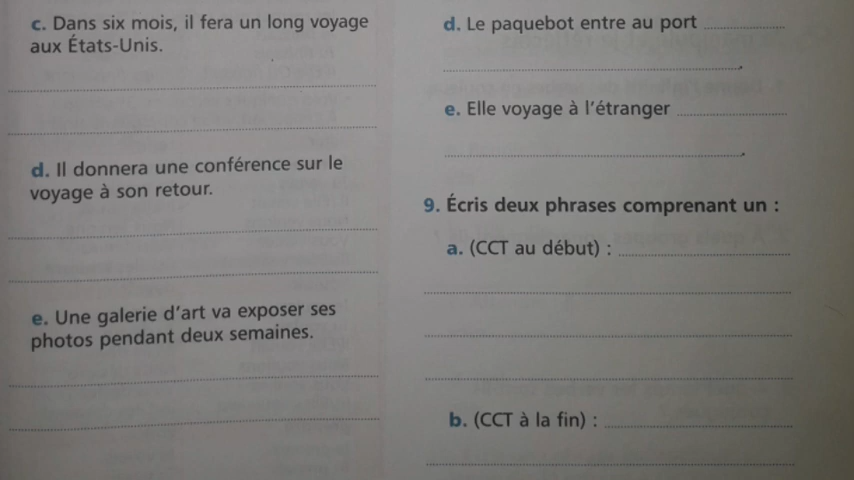 c. Dans six mois, il fera un long voyage
aux États-Unis.
d. Il donnera une conférence sur le
voyage à son retour.
e. Une galerie d'art va exposer ses
photos pendant deux semaines.
d. Le paquebot entre au port ....................
....................................................
e. Elle voyage à l'étranger ....................
....................................................
9. Écris deux phrases comprenant un :
a. (CCT au début) : ....................
b. (CCT à la fin) : ....................